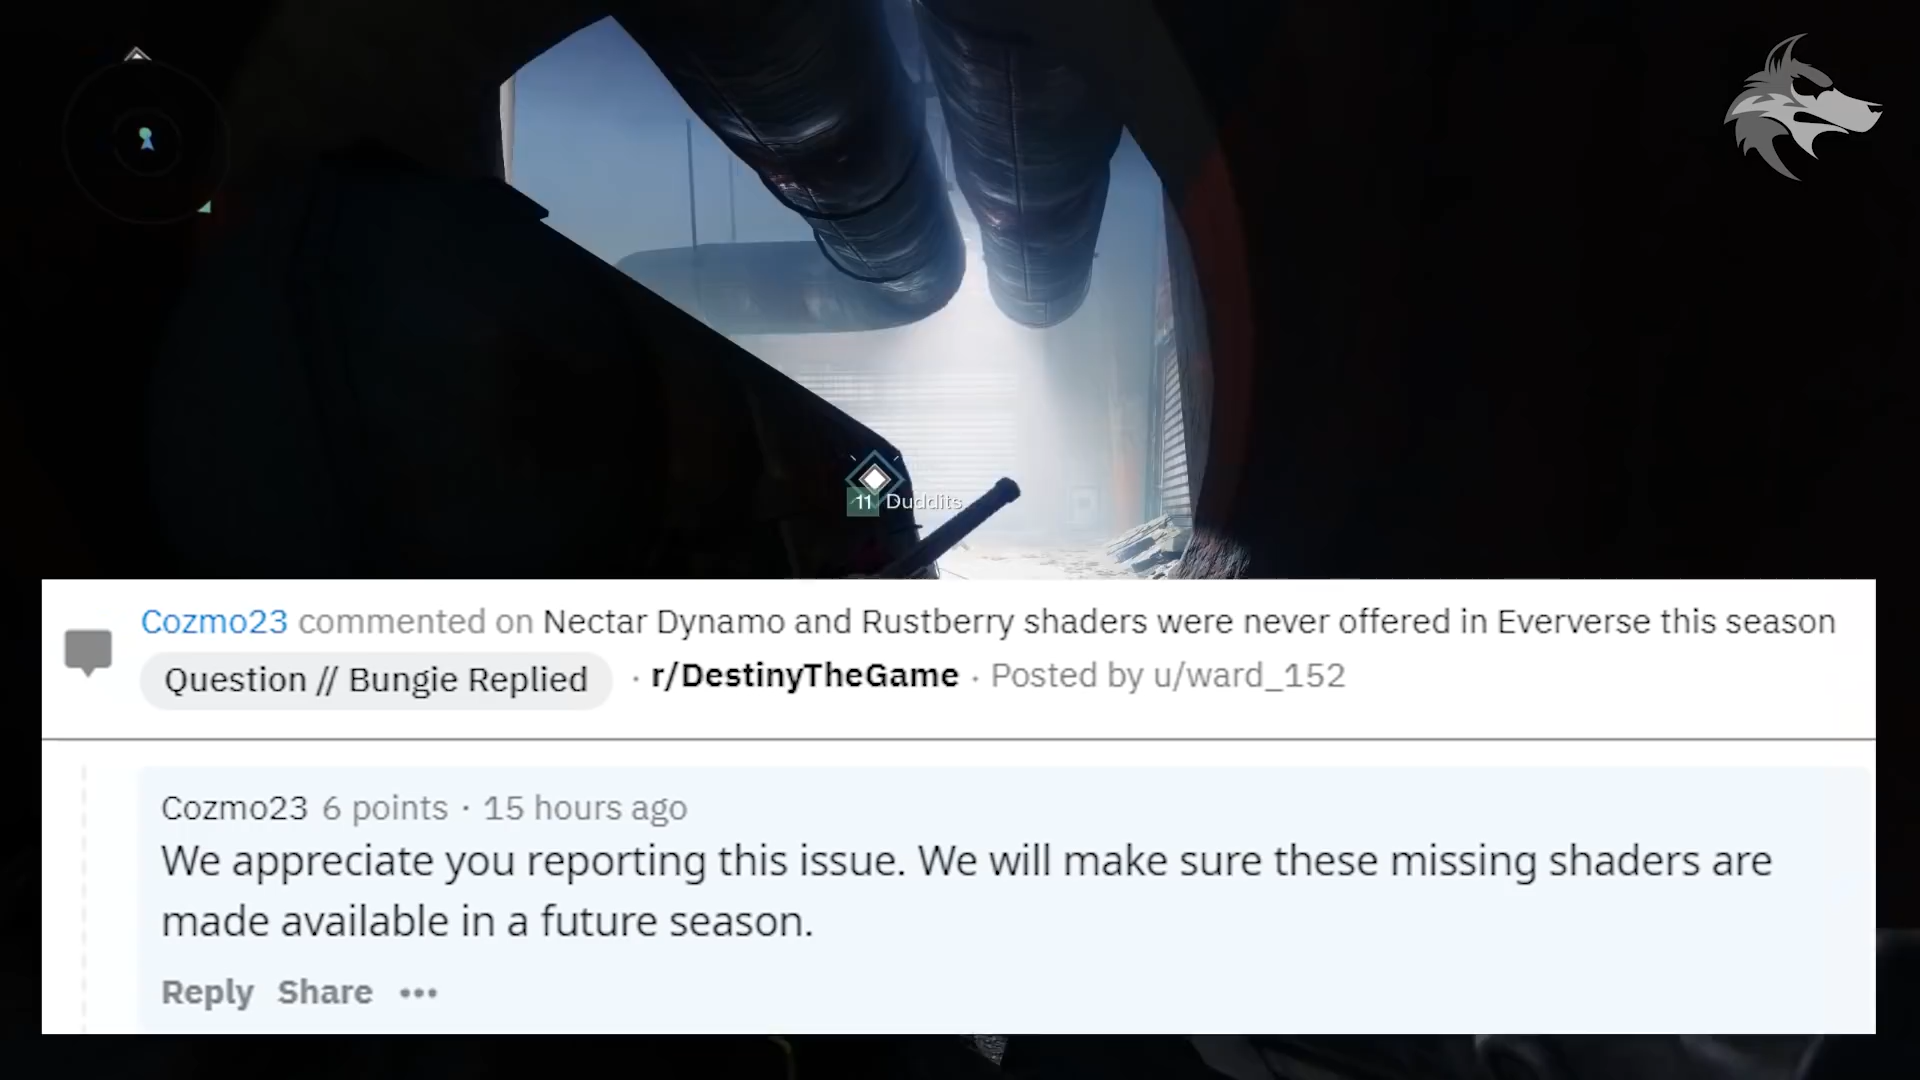 11 Duddits
Cozmo23 commented on Nectar Dynamo and Rustberry shaders were never offered in Eververse this season
Question // Bungie Replied · r/DestinyTheGame · Posted by u/ward_152
Cozmo23 6 points · 15 hours ago
We appreciate you reporting this issue. We will make sure these missing shaders are
made available in a future season.
Reply Share •••